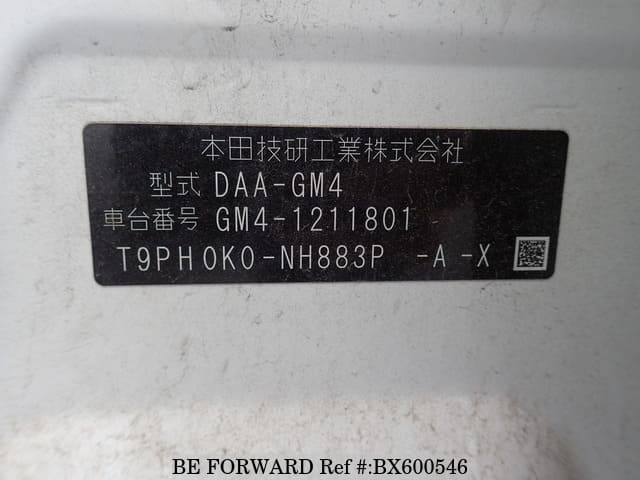 本田技研工業株式会社
型式 DAA-GM4
車台番号 GM4-1211801
T9PH0K0-NH883P -A -X
BE FORWARD Ref #:BX600546